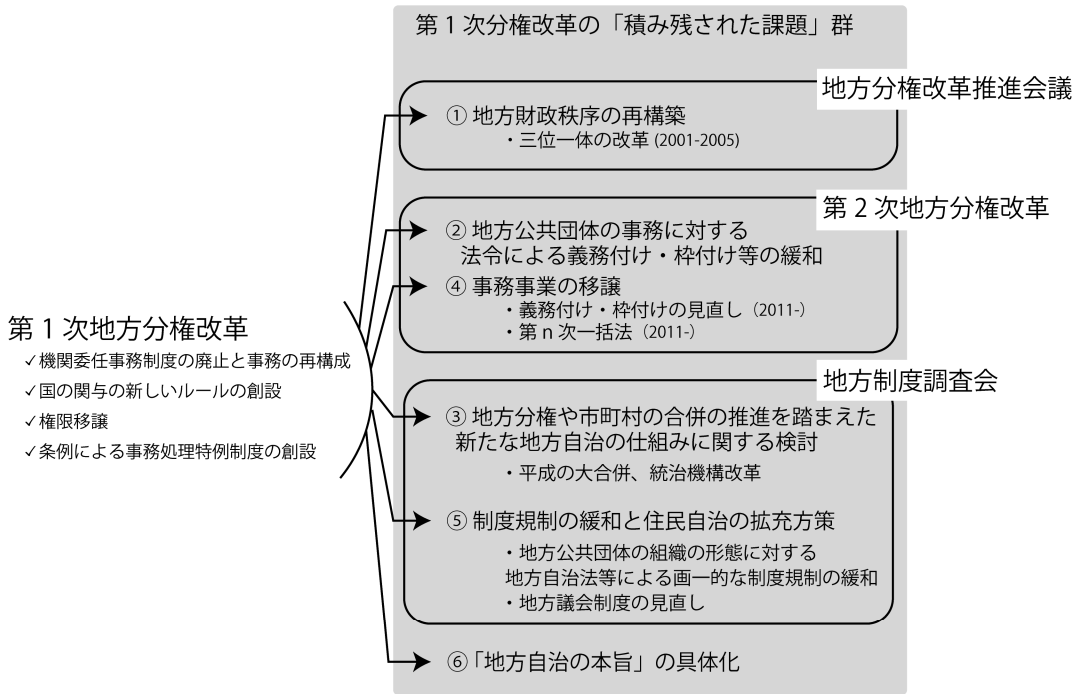 第1次分権改革の「積み残された課題」群
地方分権改革推進会議
① 地方財政秩序の再構築
・三位一体の改革 (2001-2005)
第2次地方分権改革
② 地方公共団体の事務に対する
法令による義務付け・枠付け等の緩和
④ 事務事業の移譲
・義務付け・枠付けの見直し（2011-）
・第n次一括法（2011-）
第1次地方分権改革
✓機関委任事務制度の廃止と事務の再構成
✓国の関与の新しいルールの創設
✓権限移譲
✓条例による事務処理特例制度の創設
地方制度調査会
③ 地方分権や市町村の合併の推進を踏まえた
新たな地方自治の仕組みに関する検討
・平成の大合併、統治機構改革
⑤ 制度規制の緩和と住民自治の拡充方策
・地方公共団体の組織の形態に対する
地方自治法等による画一的な制度規制の緩和
・地方議会制度の見直し
⑥「地方自治の本旨」の具体化